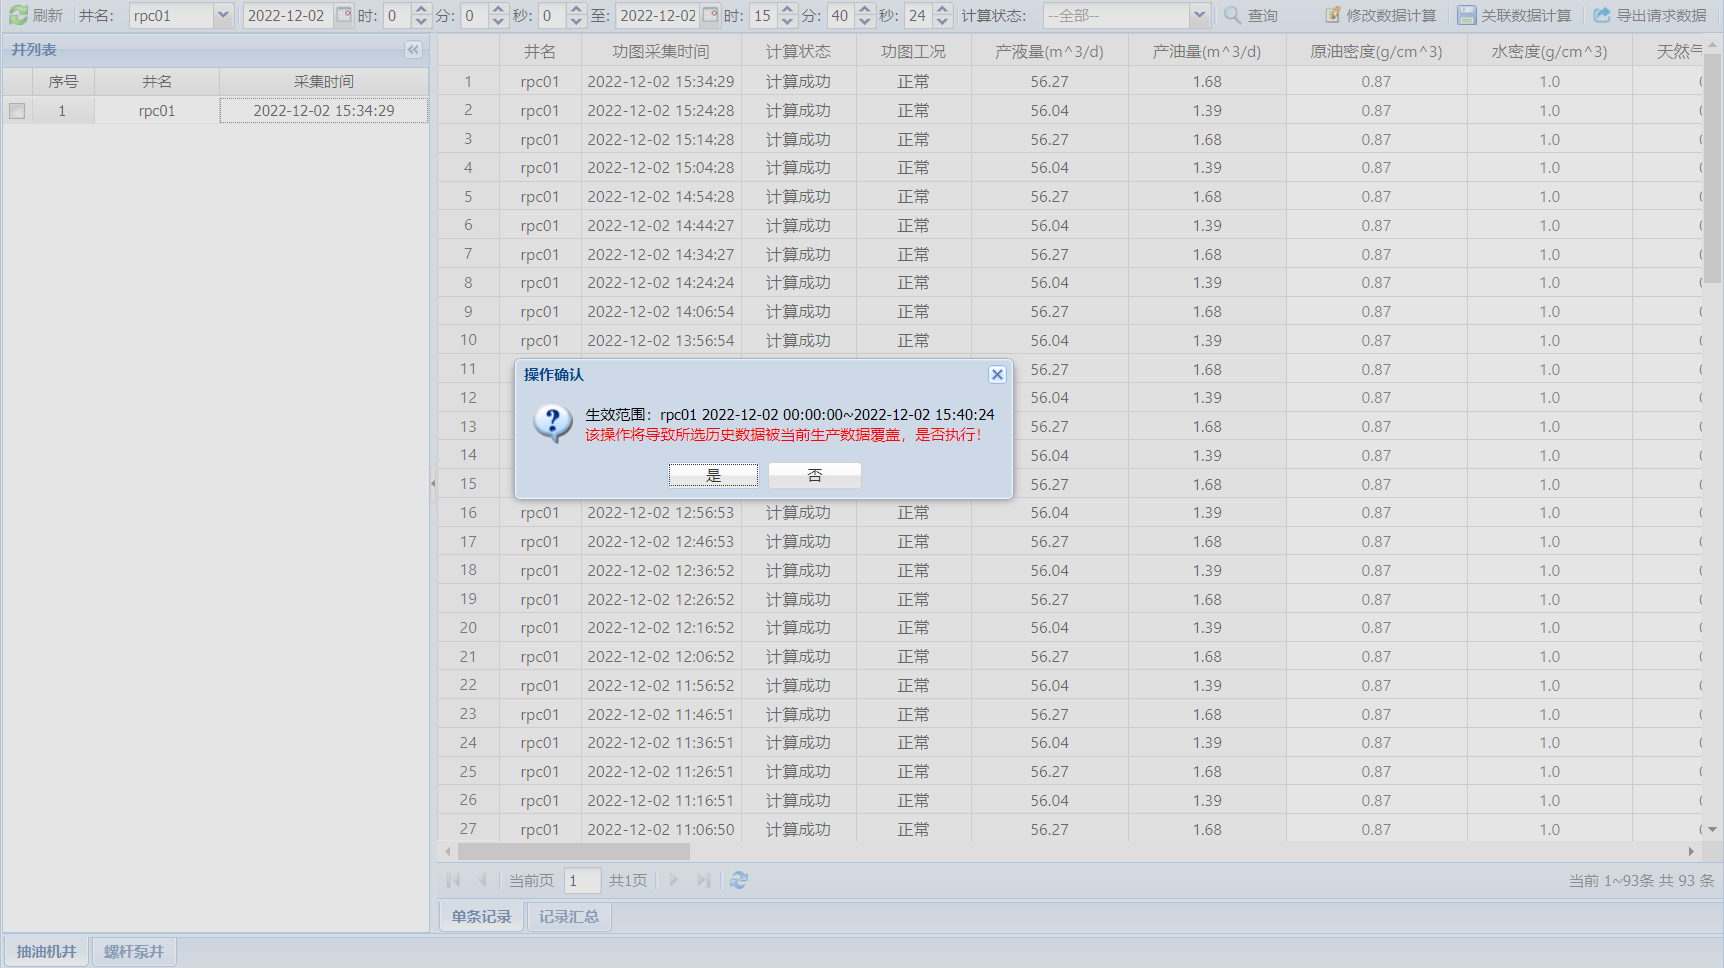 刷新 井名: rpc01 2022-12-02 时: 0 分: 0 秒: 0 至: 2022-12-02 时: 15 分: 40 秒: 24 计算状态: --全部-- 查询 修改数据计算 关联数据计算 导出请求数据
井列表
序号 井名 采集时间
1 rpc01 2022-12-02 15:34:29
井名 功图采集时间 计算状态 功图工况 产液量(m^3/d) 产油量(m^3/d) 原油密度(g/cm^3) 水密度(g/cm^3) 天然
1 rpc01 2022-12-02 15:34:29 计算成功 正常 56.27 1.68 0.87 1.0
2 rpc01 2022-12-02 15:24:28 计算成功 正常 56.04 1.39 0.87 1.0
3 rpc01 2022-12-02 15:14:28 计算成功 正常 56.27 1.68 0.87 1.0
4 rpc01 2022-12-02 15:04:28 计算成功 正常 56.04 1.39 0.87 1.0
5 rpc01 2022-12-02 14:54:28 计算成功 正常 56.27 1.68 0.87 1.0
6 rpc01 2022-12-02 14:44:27 计算成功 正常 56.04 1.39 0.87 1.0
7 rpc01 2022-12-02 14:34:27 计算成功 正常 56.27 1.68 0.87 1.0
8 rpc01 2022-12-02 14:24:24 计算成功 正常 56.04 1.39 0.87 1.0
9 rpc01 2022-12-02 14:06:54 计算成功 正常 56.27 1.68 0.87 1.0
10 rpc01 2022-12-02 13:56:54 计算成功 正常 56.04 1.39 0.87 1.0
11 56.27 1.68 0.87 1.0
12 56.04 1.39 0.87 1.0
13 56.27 1.68 0.87 1.0
14 56.04 1.39 0.87 1.0
15 56.27 1.68 0.87 1.0
16 rpc01 2022-12-02 12:56:53 计算成功 正常 56.04 1.39 0.87 1.0
17 rpc01 2022-12-02 12:46:53 计算成功 正常 56.27 1.68 0.87 1.0
18 rpc01 2022-12-02 12:36:52 计算成功 正常 56.04 1.39 0.87 1.0
19 rpc01 2022-12-02 12:26:52 计算成功 正常 56.27 1.68 0.87 1.0
20 rpc01 2022-12-02 12:16:52 计算成功 正常 56.04 1.39 0.87 1.0
21 rpc01 2022-12-02 12:06:52 计算成功 正常 56.27 1.68 0.87 1.0
22 rpc01 2022-12-02 11:56:52 计算成功 正常 56.04 1.39 0.87 1.0
23 rpc01 2022-12-02 11:46:51 计算成功 正常 56.27 1.68 0.87 1.0
24 rpc01 2022-12-02 11:36:51 计算成功 正常 56.04 1.39 0.87 1.0
25 rpc01 2022-12-02 11:26:51 计算成功 正常 56.27 1.68 0.87 1.0
26 rpc01 2022-12-02 11:16:51 计算成功 正常 56.04 1.39 0.87 1.0
27 rpc01 2022-12-02 11:06:50 计算成功 正常 56.27 1.68 0.87 1.0
操作确认
生效范围：rpc01 2022-12-02 00:00:00~2022-12-02 15:40:24
该操作将导致所选历史数据被当前生产数据覆盖，是否执行！
是 否
当前页 1 共1页 当前 1~93条 共 93 条
单条记录 记录汇总
抽油机井 螺杆泵井